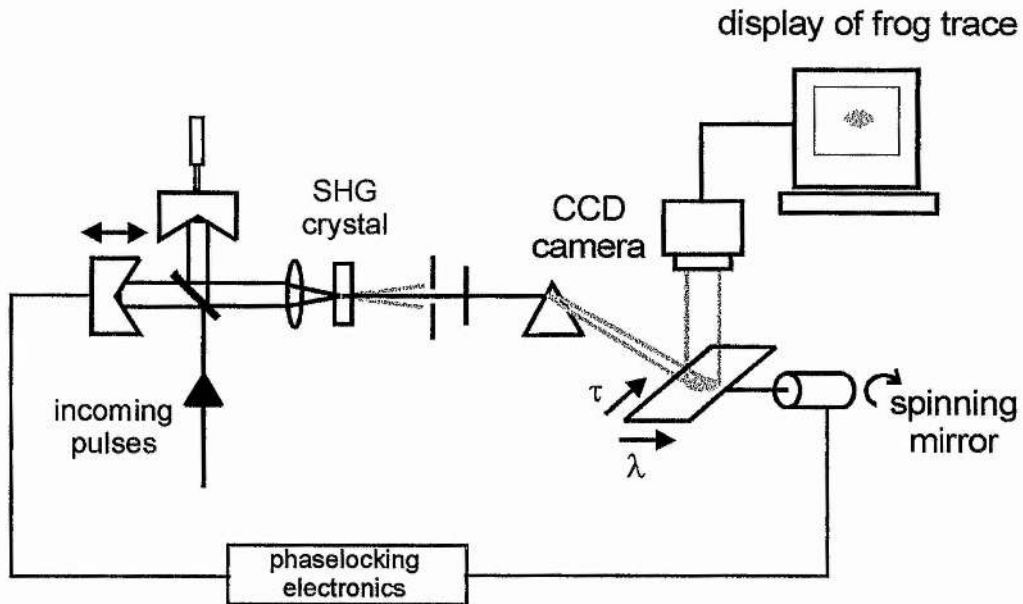 display of frog trace
SHG
crystal
CCD
camera
incoming
pulses
τ
λ
spinning
mirror
phaselocking
electronics